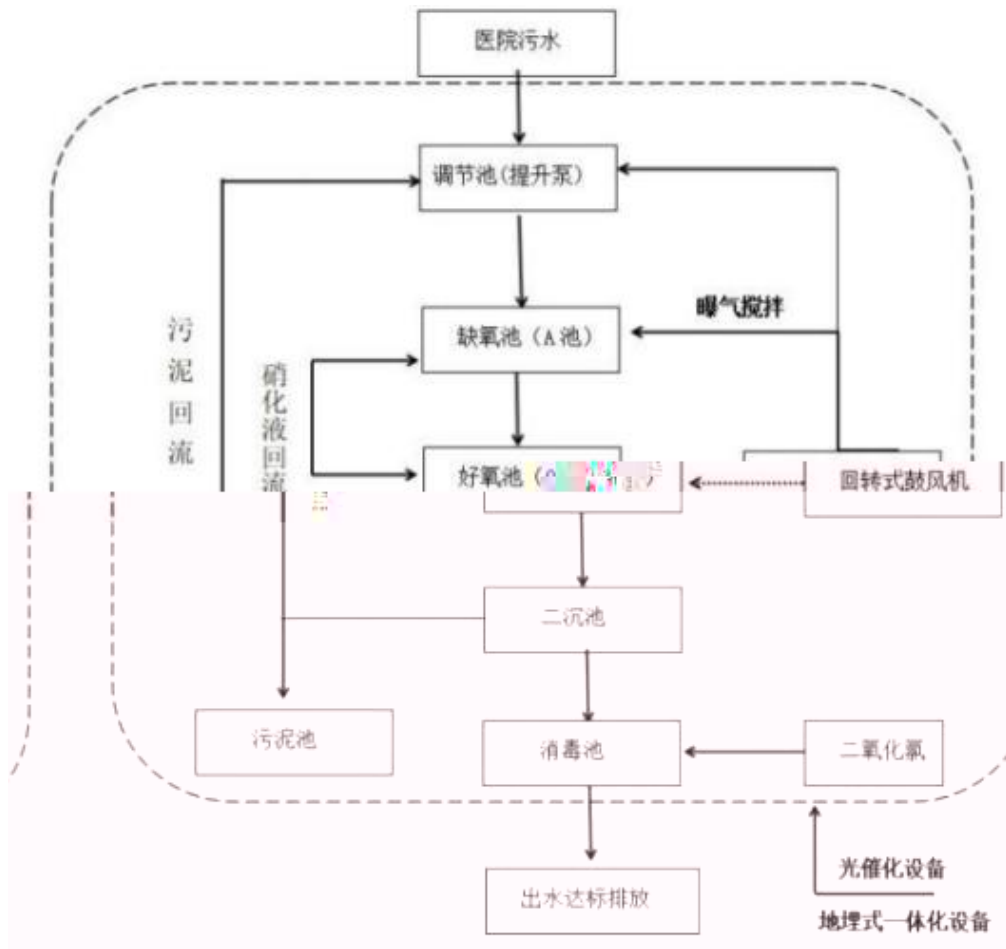 医院污水
调节池(提升泵)
曝气搅拌
缺氧池（A池）
污泥回流
硝化液回流
好氧池（
回转式鼓风机
二沉池
污泥池
消毒池
二氧化氯
光催化设备
出水达标排放
地埋式一体化设备